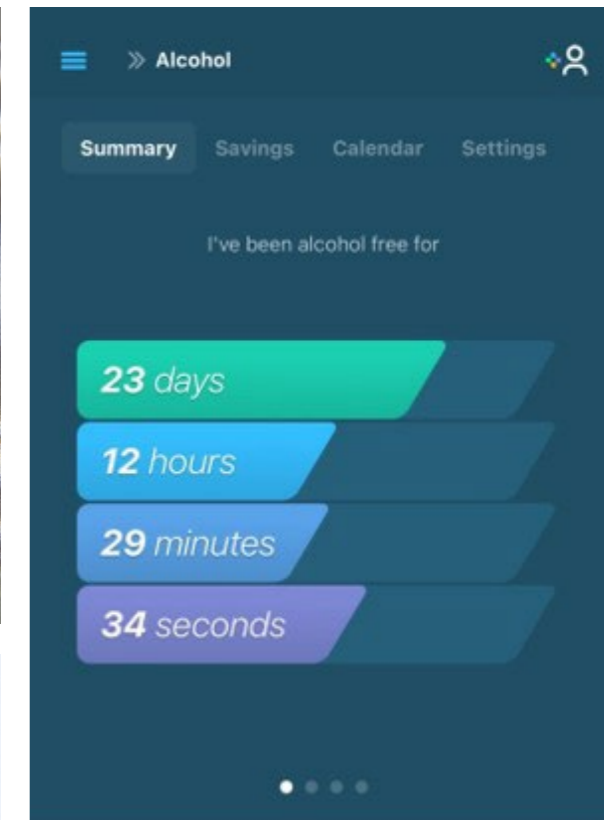 Alcohol
Summary Savings Calendar Settings
I've been alcohol free for
23 days
12 hours
29 minutes
34 seconds